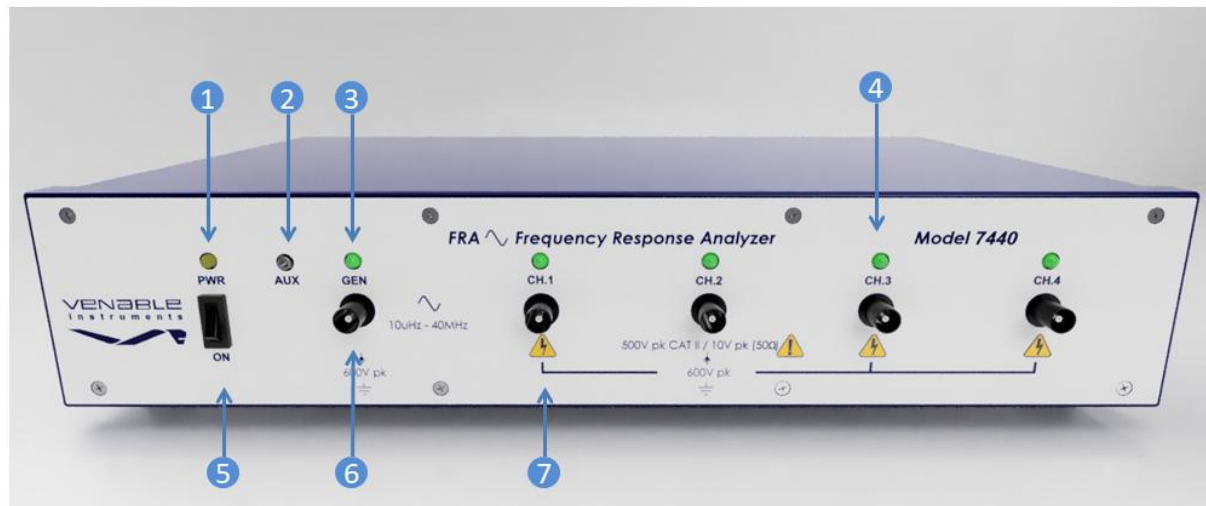 1 2 3 4
FRA Frequency Response Analyzer Model 7440
PWR AUX GEN CH.1 CH.2 CH.3 CH.4
VENABLE
instruments
10uHz - 40MHz
ON
500V pk CAT II / 10V pk (50Ω)
600V pk 600V pk
5 6 7